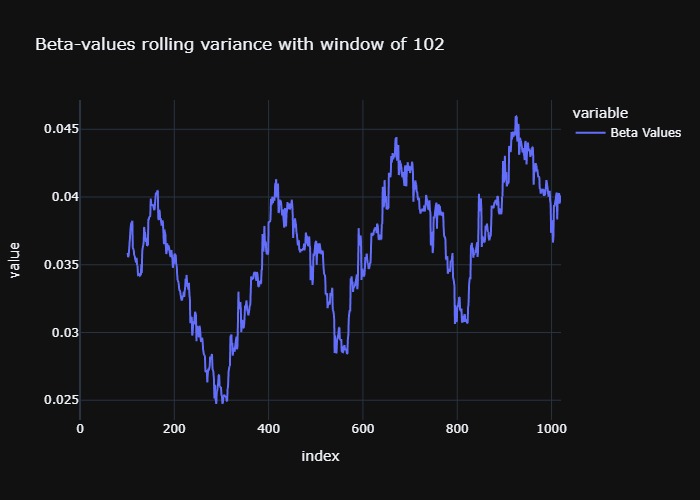 Beta-values rolling variance with window of 102
variable
Beta Values
0.045
0.04
0.035
0.03
0.025
value
0 200 400 600 800 1000
index